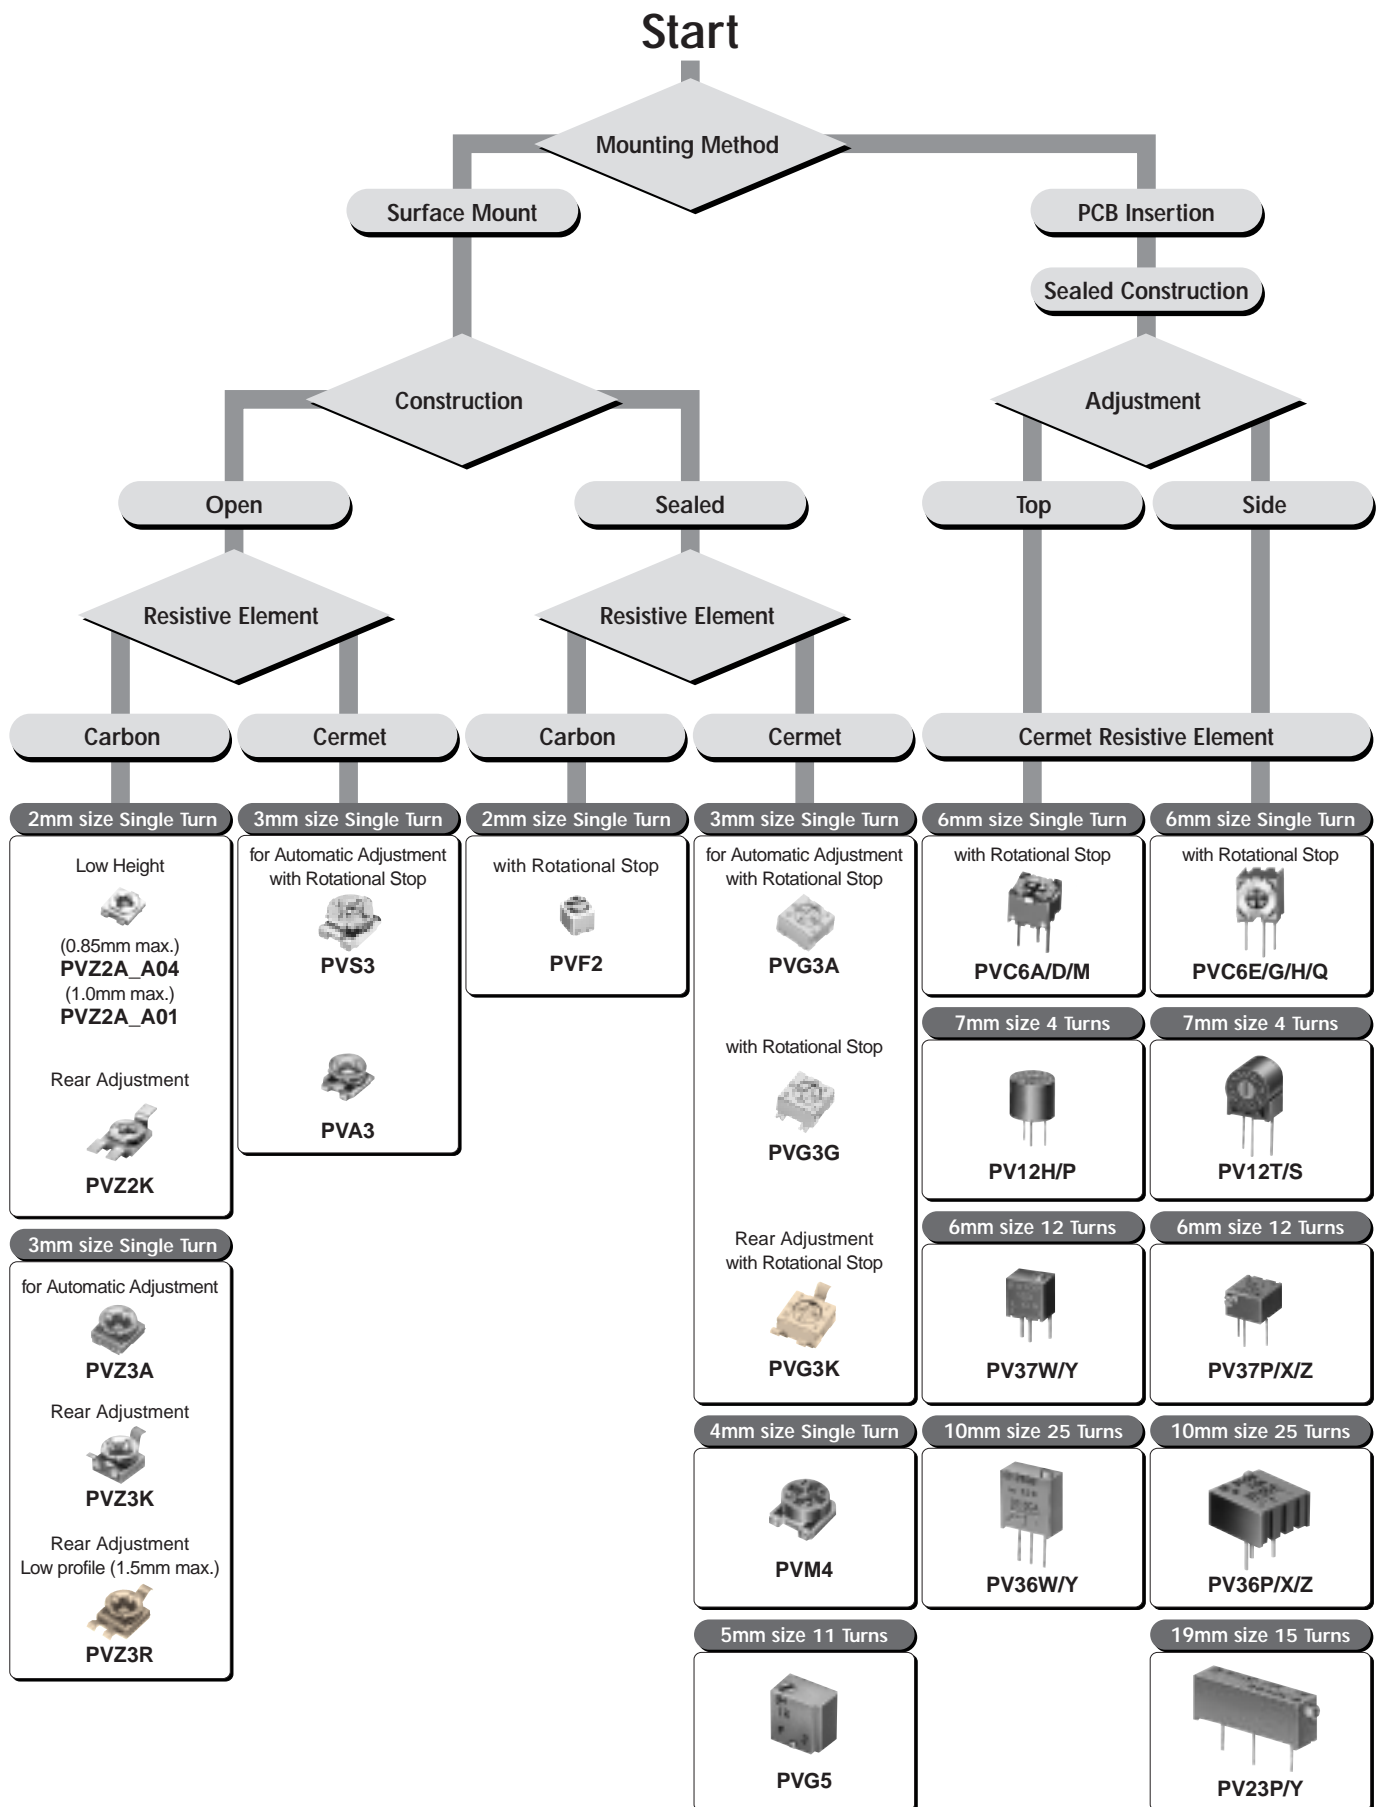 Start
Mounting Method
Surface Mount
PCB Insertion
Sealed Construction
Construction
Adjustment
Open
Sealed
Top
Side
Resistive Element
Resistive Element
Carbon
Cermet
Carbon
Cermet
Cermet Resistive Element
2mm size Single Turn
Low Height
(0.85mm max.)
PVZ2A_A04
(1.0mm max.)
PVZ2A_A01
Rear Adjustment
PVZ2K
3mm size Single Turn
for Automatic Adjustment
PVZ3A
Rear Adjustment
PVZ3K
Rear Adjustment
Low profile (1.5mm max.)
PVZ3R
3mm size Single Turn
for Automatic Adjustment
with Rotational Stop
PVS3
PVA3
2mm size Single Turn
with Rotational Stop
PVF2
3mm size Single Turn
for Automatic Adjustment
with Rotational Stop
PVG3A
with Rotational Stop
PVG3G
Rear Adjustment
with Rotational Stop
PVG3K
4mm size Single Turn
PVM4
5mm size 11 Turns
PVG5
6mm size Single Turn
with Rotational Stop
PVC6A/D/M
7mm size 4 Turns
PV12H/P
6mm size 12 Turns
PV37W/Y
10mm size 25 Turns
PV36W/Y
6mm size Single Turn
with Rotational Stop
PVC6E/G/H/Q
7mm size 4 Turns
PV12T/S
6mm size 12 Turns
PV37P/X/Z
10mm size 25 Turns
PV36P/X/Z
19mm size 15 Turns
PV23P/Y